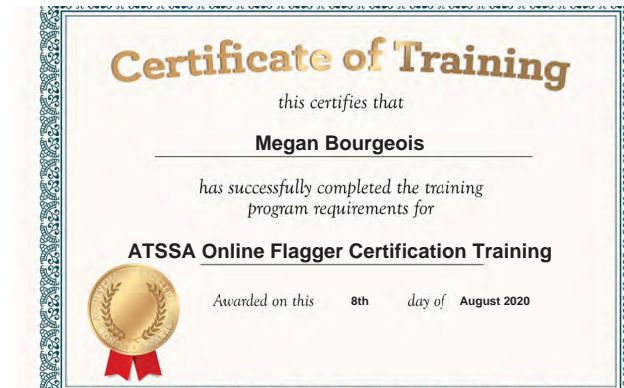 Certificate of Training
this certifies that
Megan Bourgeois
has successfully completed the training
program requirements for
ATSSA Online Flagger Certification Training
Awarded on this 8th day of August 2020